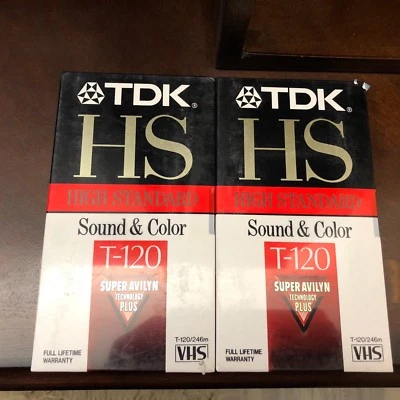 TDK®
HS
HIGH STANDARD
Sound & Color
T-120
SUPER AVILYN
TECHNOLOGY
PLUS
FULL LIFETIME
WARRANTY
T-120/246m
VHS
TDK®
HS
HIGH STANDARD
Sound & Color
T-120
SUPER AVILYN
TECHNOLOGY
PLUS
FULL LIFETIME
WARRANTY
T-120/246m
VHS